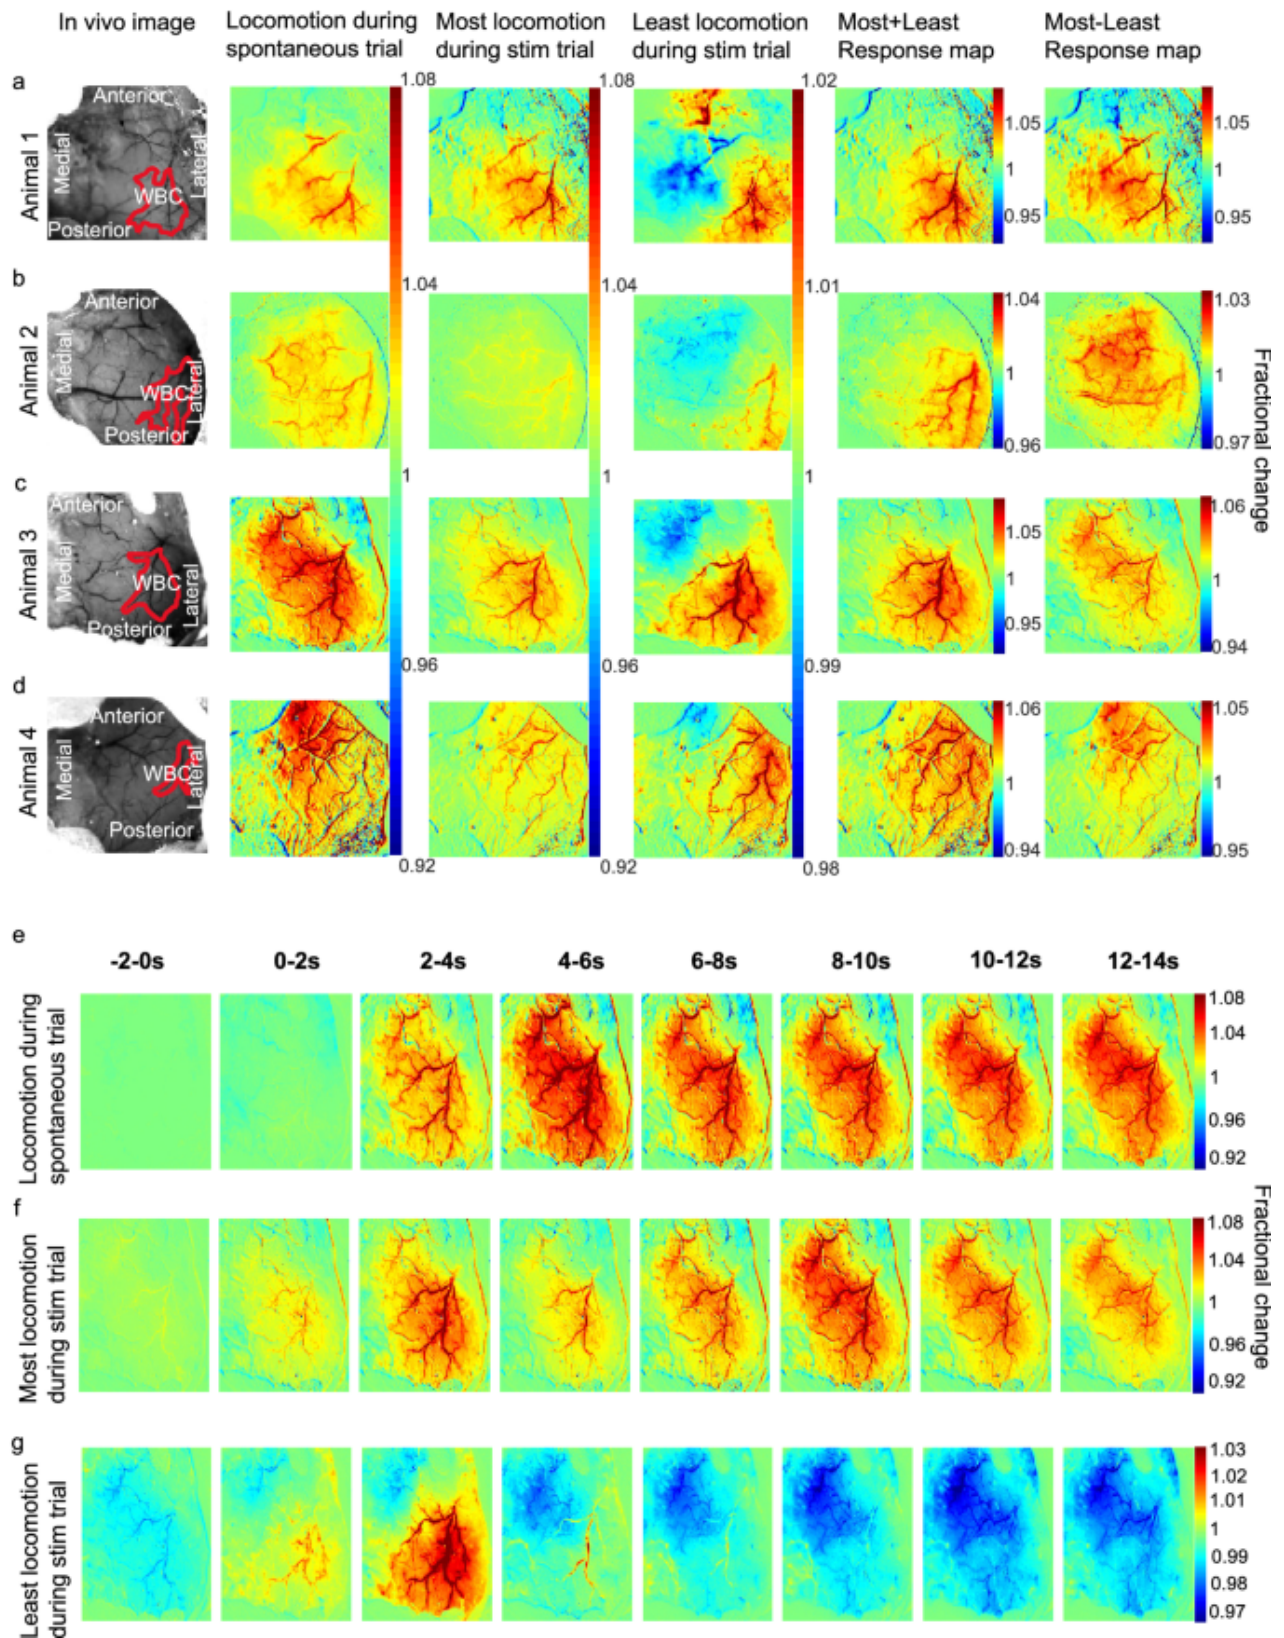 In vivo image
Locomotion during
spontaneous trial
Most locomotion
during stim trial
Least locomotion
during stim trial
Most+Least
Response map
Most-Least
Response map
a
Animal 1
Anterior
Medial
Lateral
WBC
Posterior
1.08
1.08
1.02
1.05
1
0.95
1.05
1
0.95
b
Animal 2
Anterior
Medial
Lateral
WBC
Posterior
1.04
1.04
1.01
1.04
1
0.96
1.03
1
0.97
Fractional change
c
Animal 3
Anterior
Medial
Lateral
WBC
Posterior
1
1
1
1.05
1
0.95
1.06
1
0.94
d
Animal 4
Anterior
Medial
Lateral
WBC
Posterior
0.96
0.96
0.99
1.06
1
0.94
1.05
1
0.95
0.92
0.92
0.98
e
-2-0s
0-2s
2-4s
4-6s
6-8s
8-10s
10-12s
12-14s
Locomotion during
spontaneous trial
1.08
1.04
1
0.96
0.92
f
Most locomotion
during stim trial
1.08
1.04
1
0.96
0.92
Fractional change
g
Least locomotion
during stim trial
1.03
1.02
1.01
1
0.99
0.98
0.97